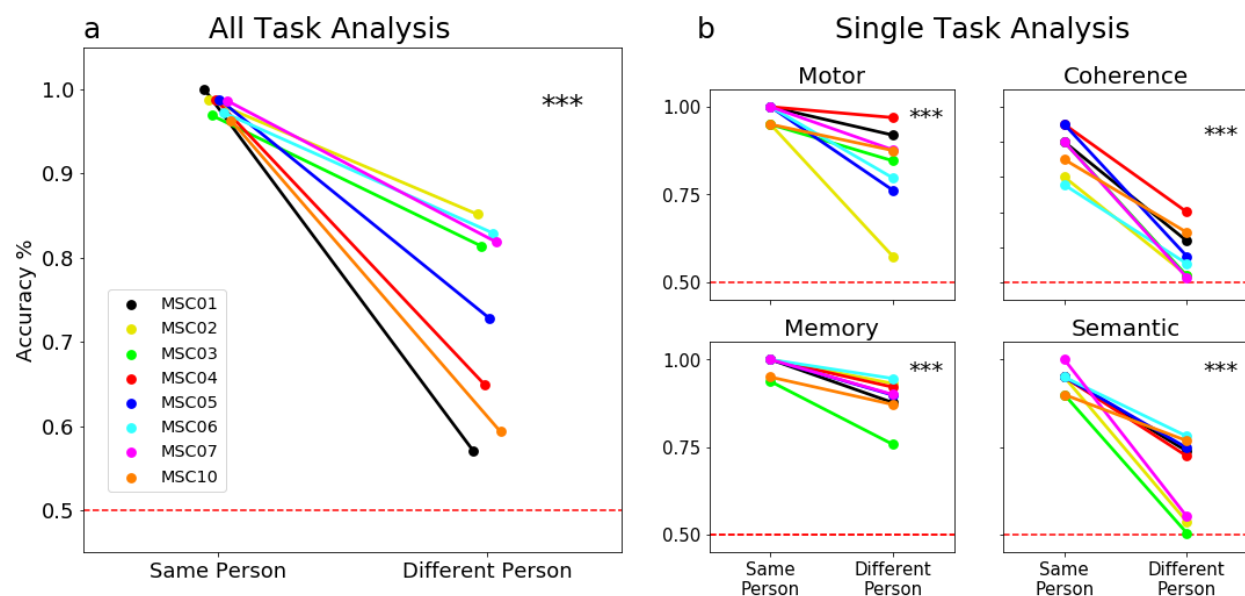 a All Task Analysis
Accuracy %
1.0
0.9
0.8
0.7
0.6
0.5
***
MSC01
MSC02
MSC03
MSC04
MSC05
MSC06
MSC07
MSC10
Same Person Different Person
b Single Task Analysis
Motor
1.00
0.75
0.50
***
Coherence
***
Memory
1.00
0.75
0.50
***
Same
Person
Different
Person
Semantic
***
Same
Person
Different
Person